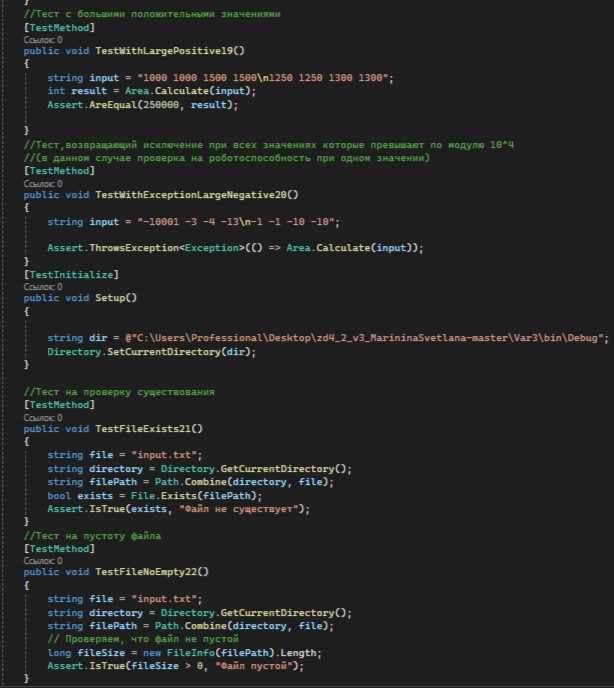 }
//Тест с большими положительными значениями
[TestMethod]
Ссылок: 0
public void TestWithLargePositive19()
{
string input = "1000 1000 1500 1500\n1250 1250 1300 1300";
int result = Area.Calculate(input);
Assert.AreEqual(250000, result);
}
//Тест,возвращающий исключение при всех значениях которые превышают по модулю 10^4
//(в данном случае проверка на роботоспособность при одном значении)
[TestMethod]
Ссылок: 0
public void TestWithExceptionLargeNegative20()
{
string input = "-10001 -3 -4 -13\n-1 -1 -10 -10";
Assert.ThrowsException<Exception>(() => Area.Calculate(input));
}
[TestInitialize]
Ссылок: 0
public void Setup()
{
string dir = @"C:\Users\Professional\Desktop\zd4_2_v3_MarininaSvetlana-master\Var3\bin\Debug";
Directory.SetCurrentDirectory(dir);
}
//Тест на проверку существования
[TestMethod]
Ссылок: 0
public void TestFileExists21()
{
string file = "input.txt";
string directory = Directory.GetCurrentDirectory();
string filePath = Path.Combine(directory, file);
bool exists = File.Exists(filePath);
Assert.IsTrue(exists, "Файл не существует");
}
//Тест на пустоту файла
[TestMethod]
Ссылок: 0
public void TestFileNoEmpty22()
{
string file = "input.txt";
string directory = Directory.GetCurrentDirectory();
string filePath = Path.Combine(directory, file);
// Проверяем, что файл не пустой
long fileSize = new FileInfo(filePath).Length;
Assert.IsTrue(fileSize > 0, "Файл пустой");
}